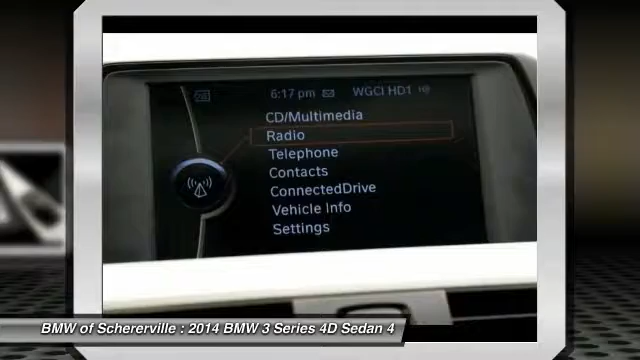 6:17 pm WGCI HD1 HD
CD/Multimedia
Radio
Telephone
Contacts
ConnectedDrive
Vehicle Info
Settings
BMW of Schererville : 2014 BMW 3 Series 4D Sedan 4